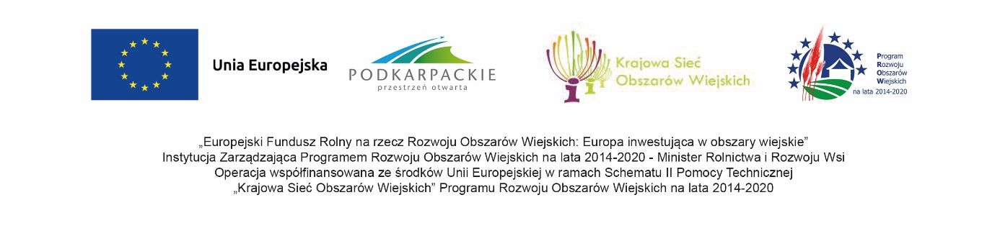 Unia Europejska
PODKARPACKIE
przestrzeń otwarta
Krajowa Sieć
Obszarów Wiejskich
Program
Rozwoju
Obszarów
Wiejskich
na lata 2014-2020
„Europejski Fundusz Rolny na rzecz Rozwoju Obszarów Wiejskich: Europa inwestująca w obszary wiejskie”
Instytucja Zarządzająca Programem Rozwoju Obszarów Wiejskich na lata 2014-2020 - Minister Rolnictwa i Rozwoju Wsi
Operacja współfinansowana ze środków Unii Europejskiej w ramach Schematu II Pomocy Technicznej
„Krajowa Sieć Obszarów Wiejskich” Programu Rozwoju Obszarów Wiejskich na lata 2014-2020